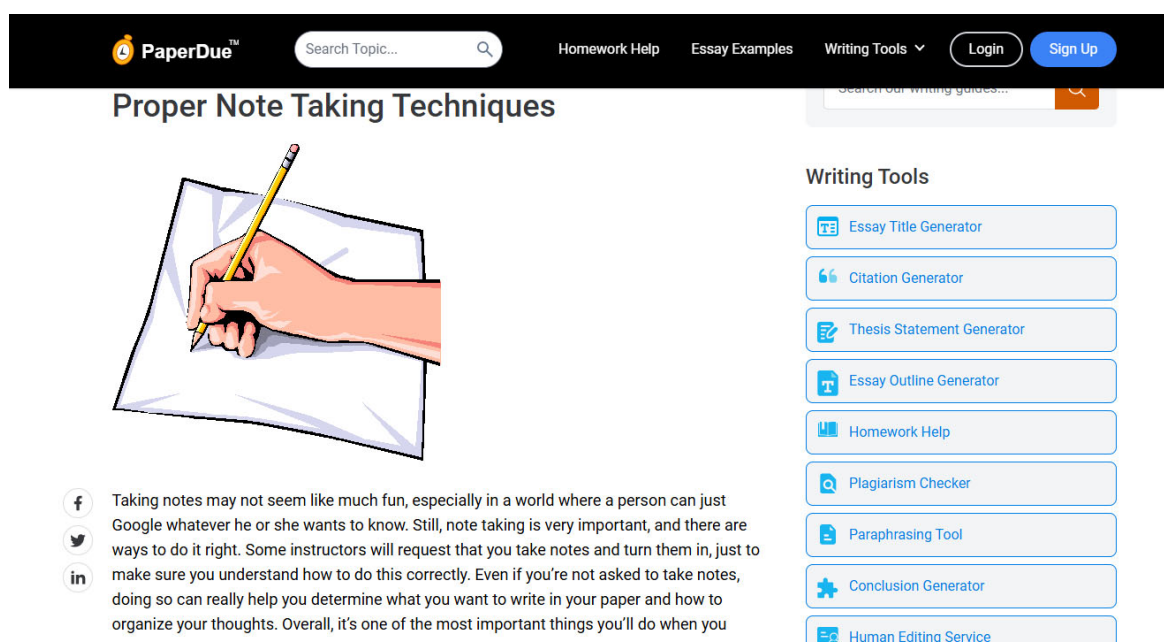 PaperDue™
Search Topic...
Homework Help
Essay Examples
Writing Tools
Login
Sign Up
Proper Note Taking Techniques
Search our writing guides...
Writing Tools
Essay Title Generator
Citation Generator
Thesis Statement Generator
Essay Outline Generator
Homework Help
Plagiarism Checker
Paraphrasing Tool
Conclusion Generator
Human Editing Service
Taking notes may not seem like much fun, especially in a world where a person can just
Google whatever he or she wants to know. Still, note taking is very important, and there are
ways to do it right. Some instructors will request that you take notes and turn them in, just to
make sure you understand how to do this correctly. Even if you’re not asked to take notes,
doing so can really help you determine what you want to write in your paper and how to
organize your thoughts. Overall, it’s one of the most important things you’ll do when you